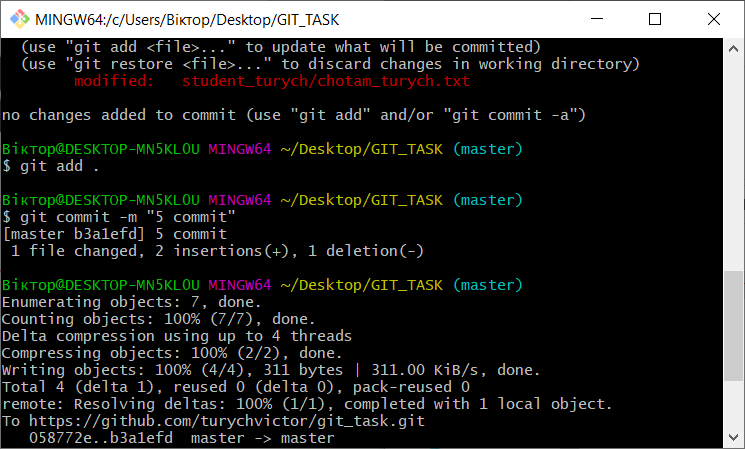 MINGW64:/c/Users/Віктор/Desktop/GIT_TASK
(use "git add <file>..." to update what will be committed)
(use "git restore <file>..." to discard changes in working directory)
modified:   student_turych/chotam_turych.txt
no changes added to commit (use "git add" and/or "git commit -a")
Віктор@DESKTOP-MN5KL0U MINGW64 ~/Desktop/GIT_TASK (master)
$ git add .
Віктор@DESKTOP-MN5KL0U MINGW64 ~/Desktop/GIT_TASK (master)
$ git commit -m "5 commit"
[master b3a1efd] 5 commit
1 file changed, 2 insertions(+), 1 deletion(-)
Віктор@DESKTOP-MN5KL0U MINGW64 ~/Desktop/GIT_TASK (master)
Enumerating objects: 7, done.
Counting objects: 100% (7/7), done.
Delta compression using up to 4 threads
Compressing objects: 100% (2/2), done.
Writing objects: 100% (4/4), 311 bytes | 311.00 KiB/s, done.
Total 4 (delta 1), reused 0 (delta 0), pack-reused 0
remote: Resolving deltas: 100% (1/1), completed with 1 local object.
To https://github.com/turychvictor/git_task.git
058772e..b3a1efd  master -> master